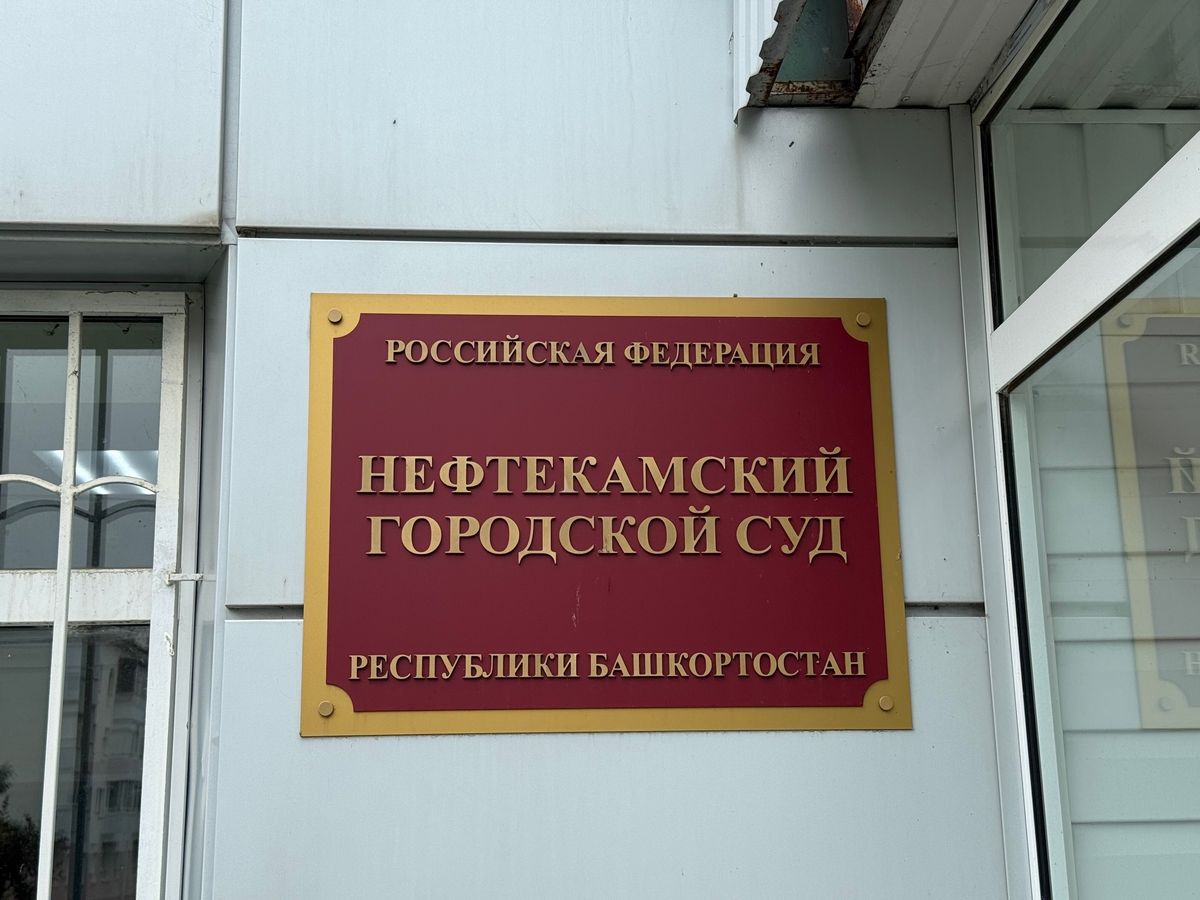 РОССИЙСКАЯ ФЕДЕРАЦИЯ
НЕФТЕКАМСКИЙ
ГОРОДСКОЙ СУД
РЕСПУБЛИКИ БАШКОРТОСТАН